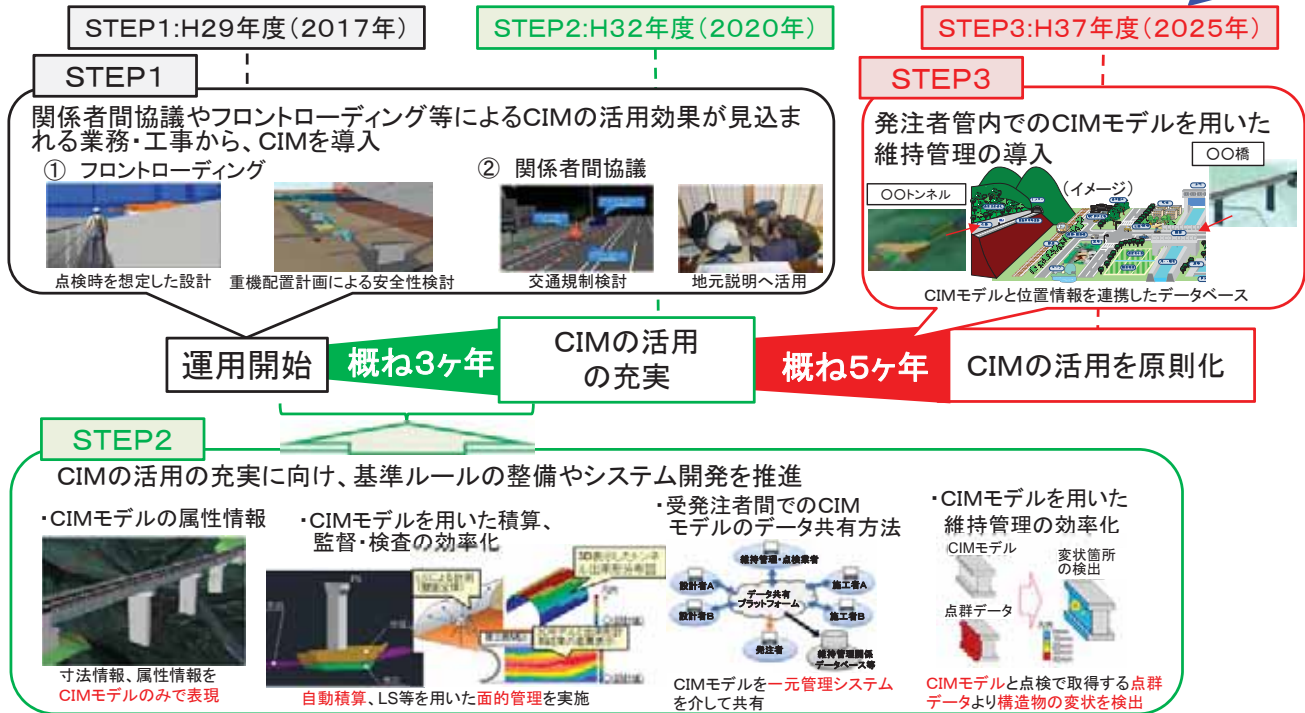 STEP1:H29年度(2017年)
STEP2:H32年度(2020年)
STEP3:H37年度(2025年)
STEP1
関係者間協議やフロントローディング等によるCIMの活用効果が見込ま
れる業務・工事から、CIMを導入
① フロントローディング
② 関係者間協議
点検時を想定した設計
重機配置計画による安全性検討
交通規制検討
地元説明へ活用
STEP3
発注者管内でのCIMモデルを用いた
維持管理の導入
〇〇橋
〇〇トンネル
(イメージ)
CIMモデルと位置情報を連携したデータベース
運用開始
概ね3ヶ年
CIMの活用
の充実
概ね5ヶ年
CIMの活用を原則化
STEP2
CIMの活用の充実に向け、基準ルールの整備やシステム開発を推進
・CIMモデルの属性情報
寸法情報、属性情報を
CIMモデルのみで表現
・CIMモデルを用いた積算、
監督・検査の効率化
自動積算、LS等を用いた面的管理を実施
・受発注者間でのCIM
モデルのデータ共有方法
維持管理・点検業者
設計者A
施工者A
データ共有
プラットフォーム
設計者B
施工者B
発注者
維持管理関係
データベース等
CIMモデルを一元管理システム
を介して共有
・CIMモデルを用いた
維持管理の効率化
CIMモデル
変状箇所
の検出
点群データ
CIMモデルと点検で取得する点群
データより構造物の変状を検出